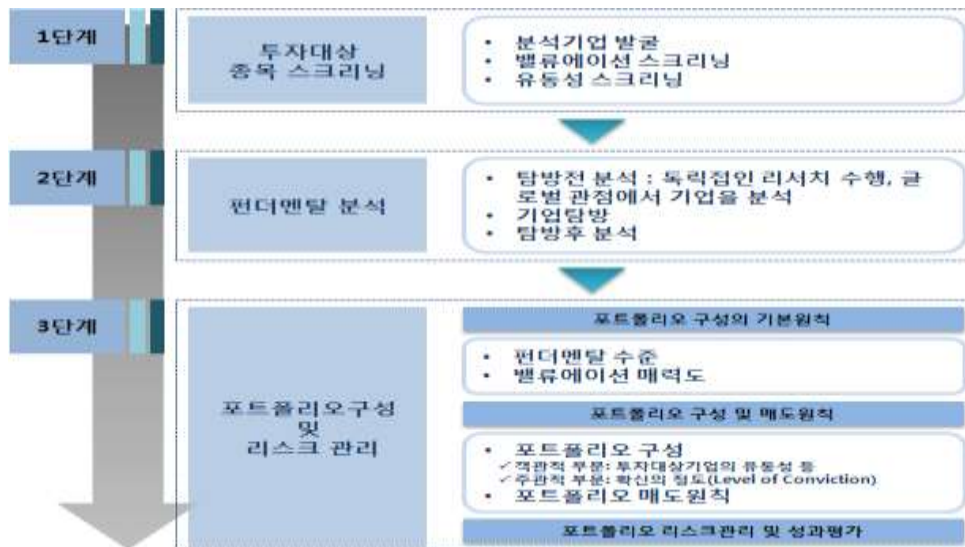 1단계
투자대상
종목 스크리닝
• 분석기업 발굴
• 밸류에이션 스크리닝
• 유동성 스크리닝
2단계
펀더멘탈 분석
• 탐방전 분석 : 독립적인 리서치 수행, 글
로벌 관점에서 기업을 분석
• 기업탐방
• 탐방후 분석
3단계
포트폴리오구성
및
리스크 관리
포트폴리오 구성의 기본원칙
• 펀더멘탈 수준
• 밸류에이션 매력도
포트폴리오 구성 및 매도원칙
• 포트폴리오 구성
✓객관적 부문: 투자대상기업의 유동성 등
✓주관적 부문: 확신의 정도(Level of Conviction)
• 포트폴리오 매도원칙
포트폴리오 리스크관리 및 성과평가